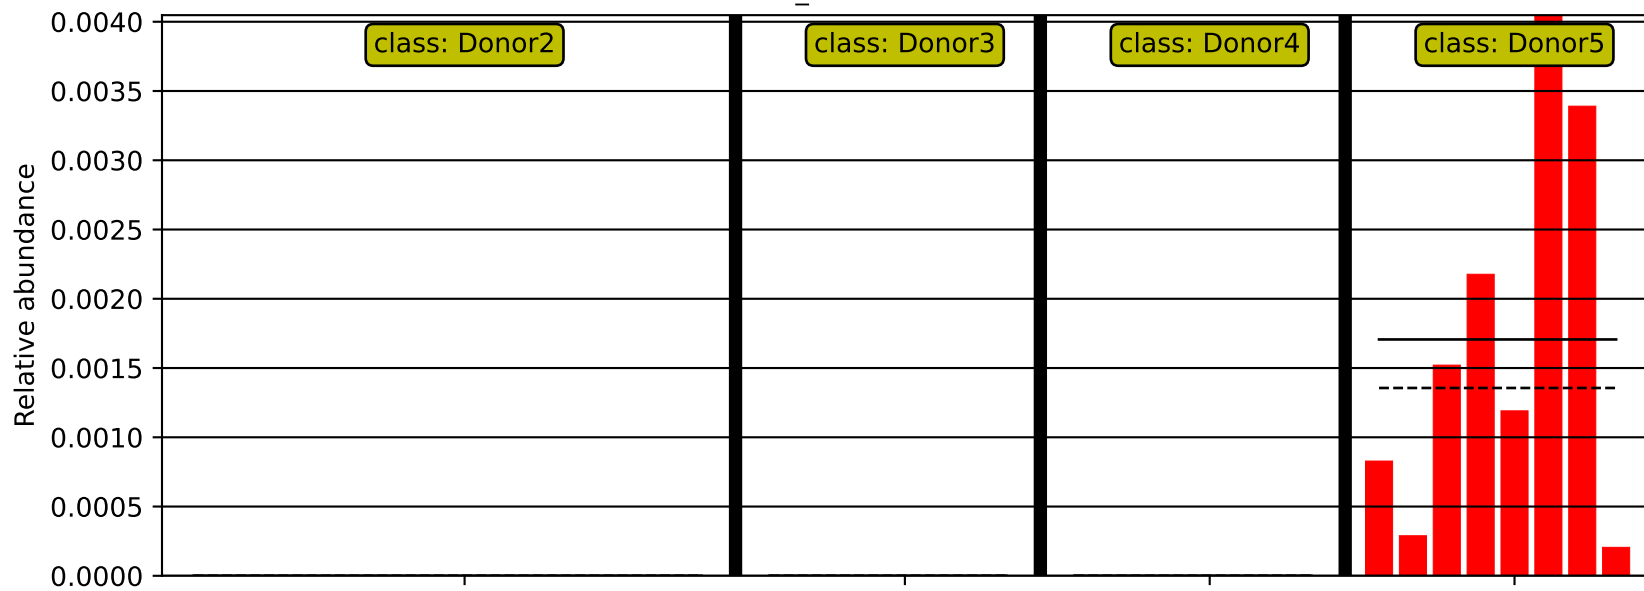 0.0040
0.0035
0.0030
0.0025
0.0020
0.0015
0.0010
0.0005
0.0000
Relative abundance
class: Donor2
class: Donor3
class: Donor4
class: Donor5